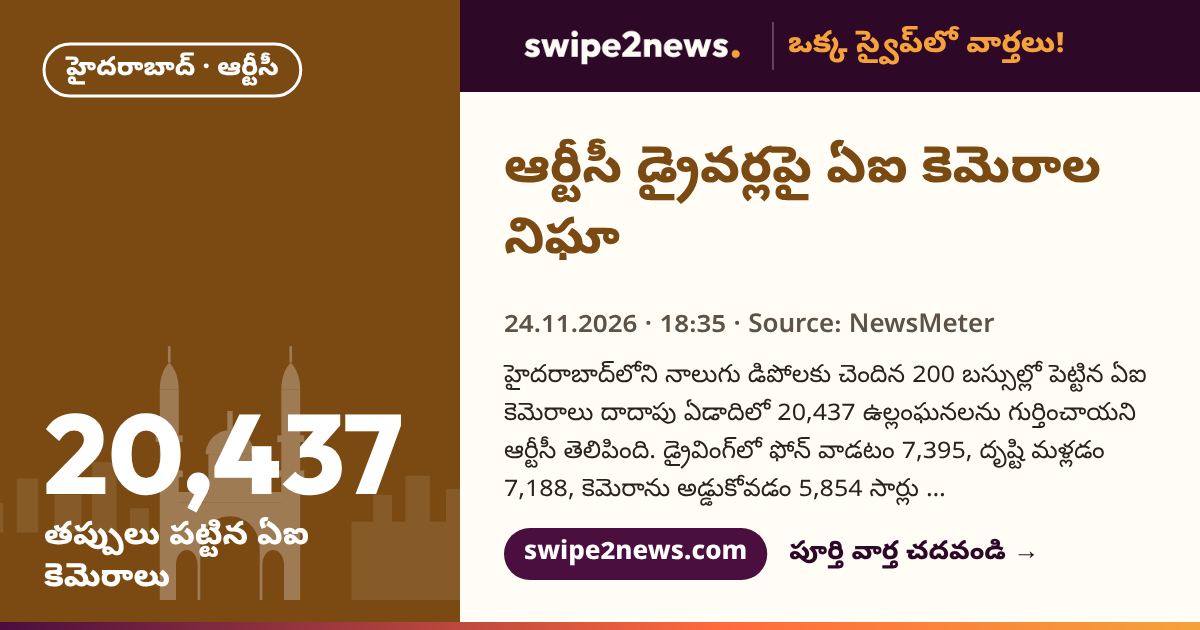 హైదరాబాద్ · ఆర్టీసీ
20,437
తప్పులు పట్టిన ఏఐ
కెమెరాలు
swipe2news.
ఒక్క స్వైప్‌లో వార్తలు!
ఆర్టీసీ డ్రైవర్లపై ఏఐ కెమెరాల
నిఘా
24.11.2026 · 18:35 · Source: NewsMeter
హైదరాబాద్‌లోని నాలుగు డిపోలకు చెందిన 200 బస్సుల్లో పెట్టిన ఏఐ
కెమెరాలు దాదాపు ఏడాదిలో 20,437 ఉల్లంఘనలను గుర్తించాయని
ఆర్టీసీ తెలిపింది. డ్రైవింగ్‌లో ఫోన్ వాడటం 7,395, దృష్టి మళ్లడం
7,188, కెమెరాను అడ్డుకోవడం 5,854 సార్లు ...
swipe2news.com
పూర్తి వార్త చదవండి →